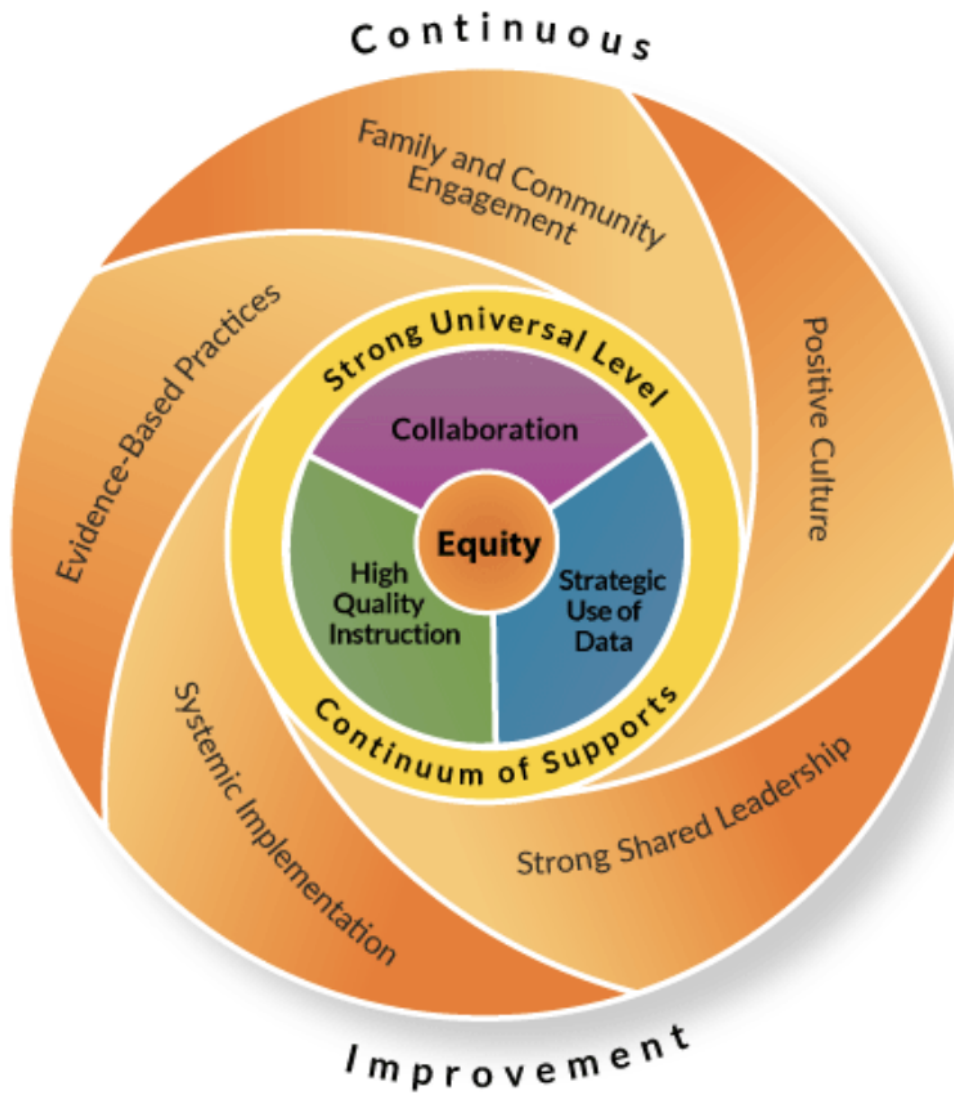 Continuous
Family and Community
Engagement
Positive Culture
Evidence-Based Practices
Strong Universal Level
Collaboration
Equity
High
Quality
Instruction
Strategic
Use of
Data
Continuum of Supports
Systemic Implementation
Strong Shared Leadership
Improvement